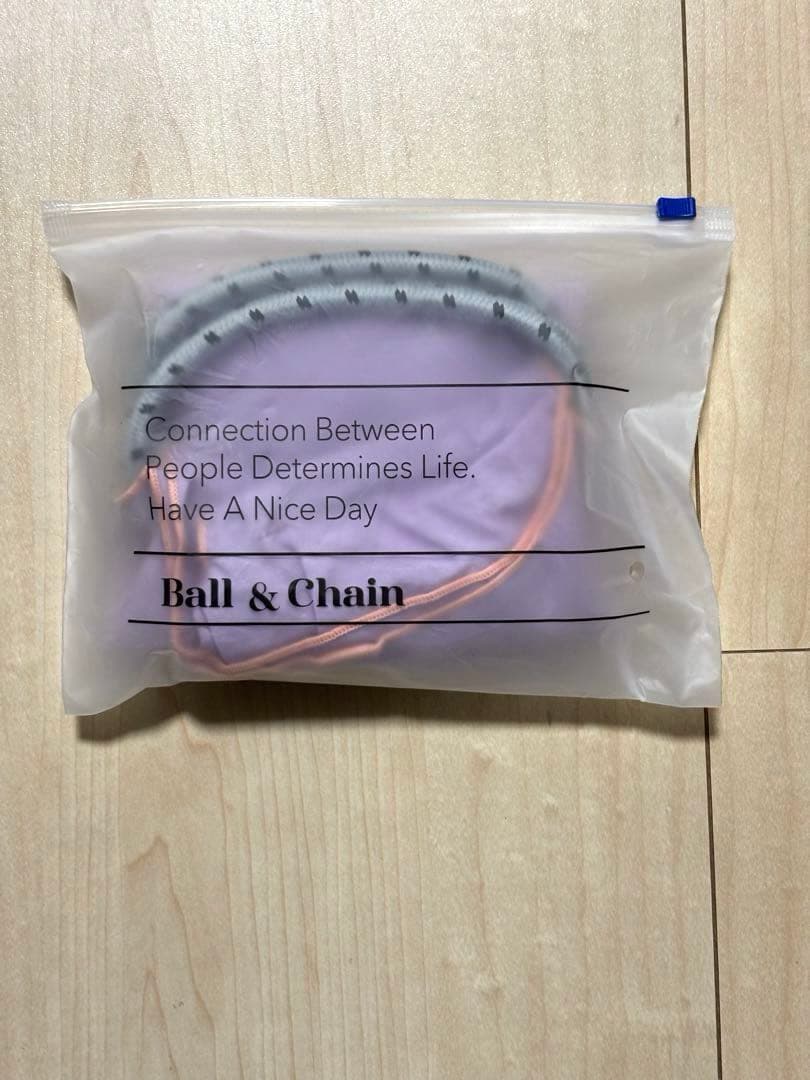 Connection Between
People Determines Life.
Have A Nice Day
Ball & Chain